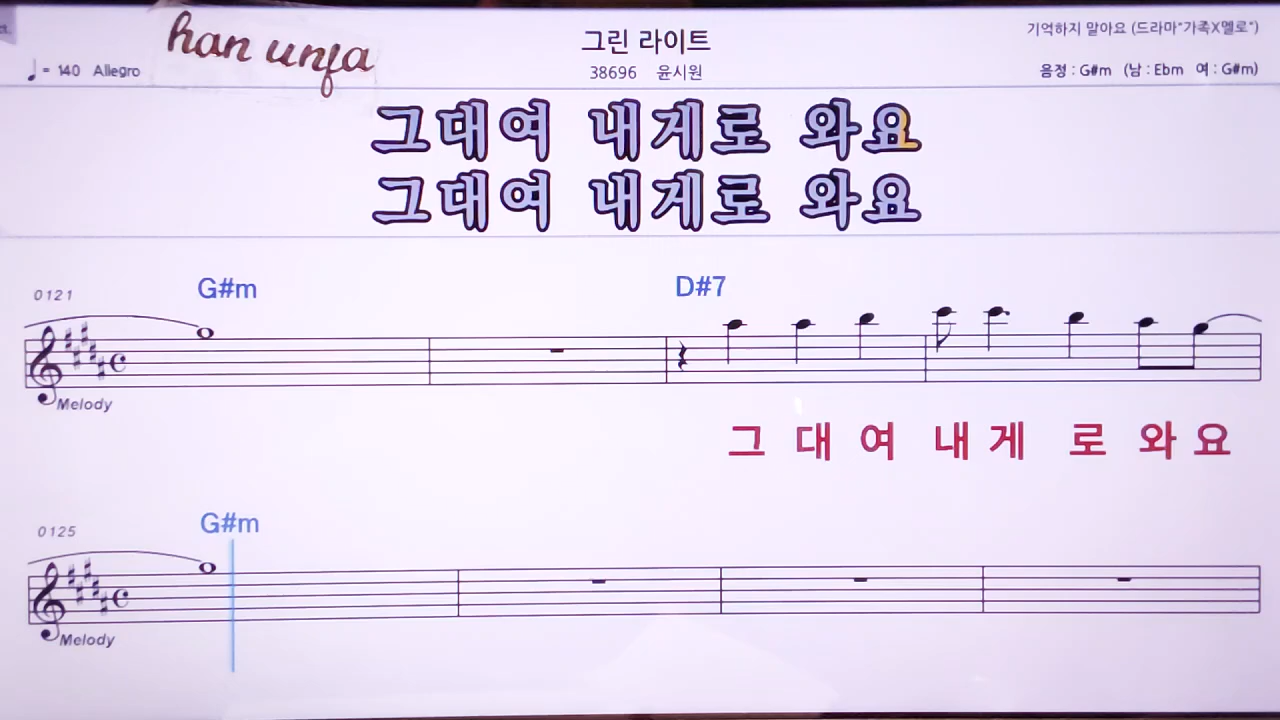 han unja
그린 라이트
기억하지 말아요 (드라마"가족X멜로")
♩= 140 Allegro
38696 윤시원
음정 : G#m (남 : Ebm 여 : G#m)
그대여 내게로 와요
그대여 내게로 와요
G#m D#7
0121
Melody
그 대 여 내 게 로 와 요
G#m
0125
Melody